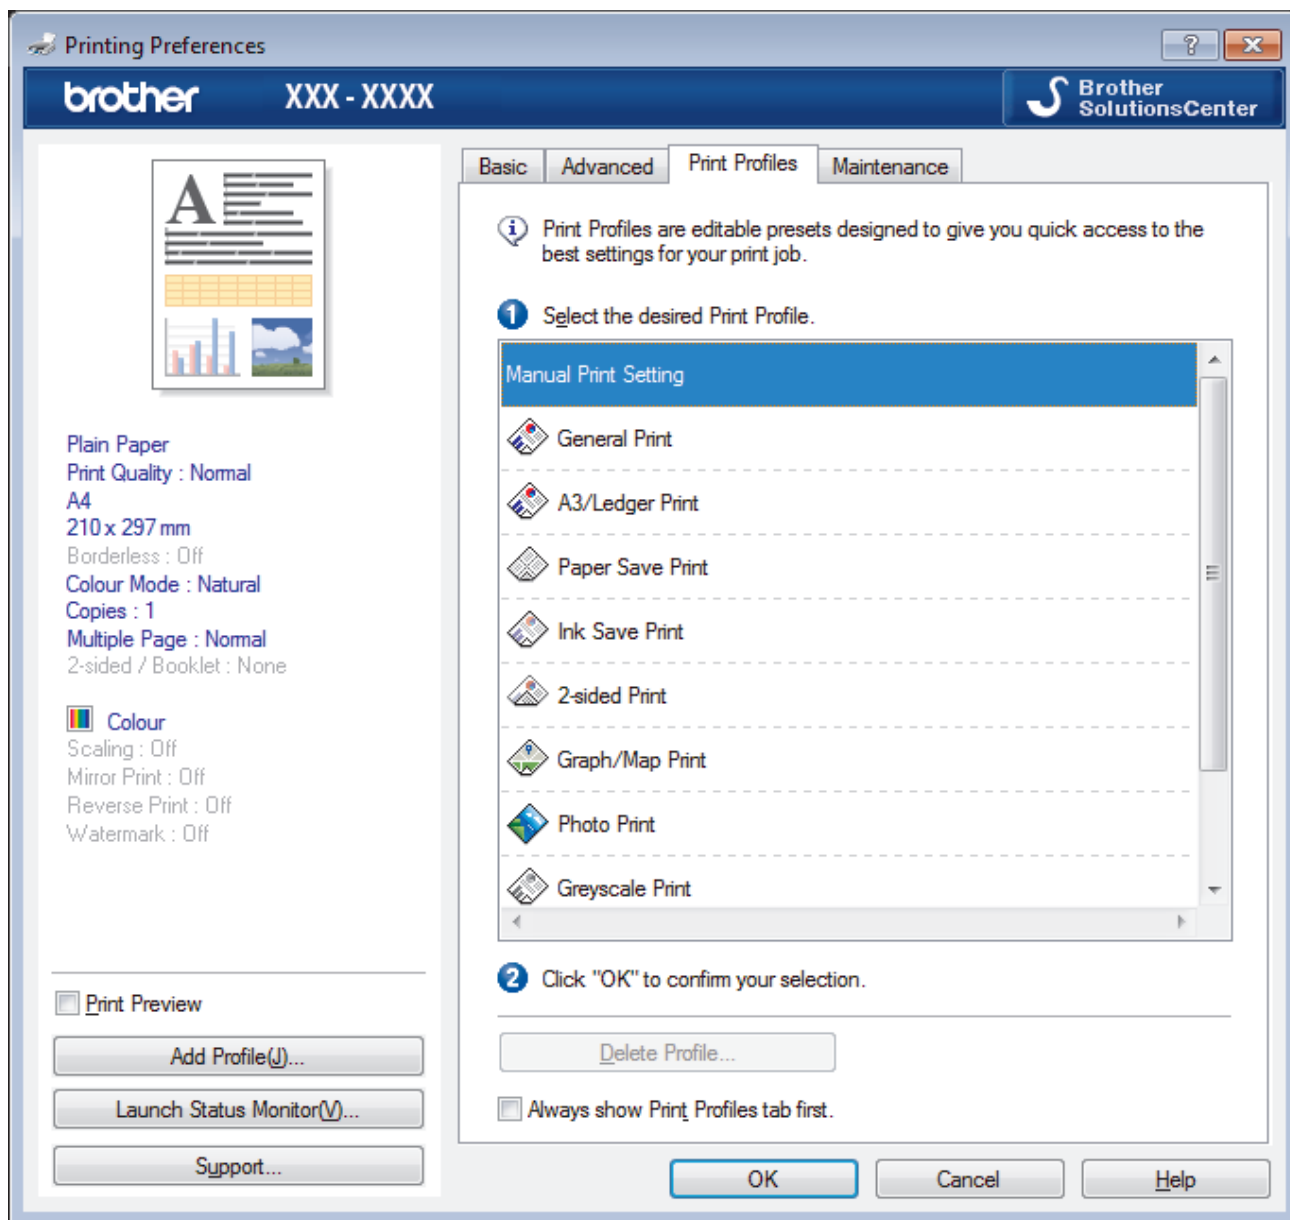 Printing Preferences
brother XXX - XXXX
Brother
SolutionsCenter
A
Plain Paper
Print Quality : Normal
A4
210 x 297 mm
Borderless : Off
Colour Mode : Natural
Copies : 1
Multiple Page : Normal
2-sided / Booklet : None
Colour
Scaling : Off
Mirror Print : Off
Reverse Print : Off
Watermark : Off
Print Preview
Add Profile(J)...
Launch Status Monitor(V)...
Support...
Basic Advanced Print Profiles Maintenance
Print Profiles are editable presets designed to give you quick access to the
best settings for your print job.
1 Select the desired Print Profile.
Manual Print Setting
General Print
A3/Ledger Print
Paper Save Print
Ink Save Print
2-sided Print
Graph/Map Print
Photo Print
Greyscale Print
2 Click "OK" to confirm your selection.
Delete Profile...
Always show Print Profiles tab first.
OK Cancel Help